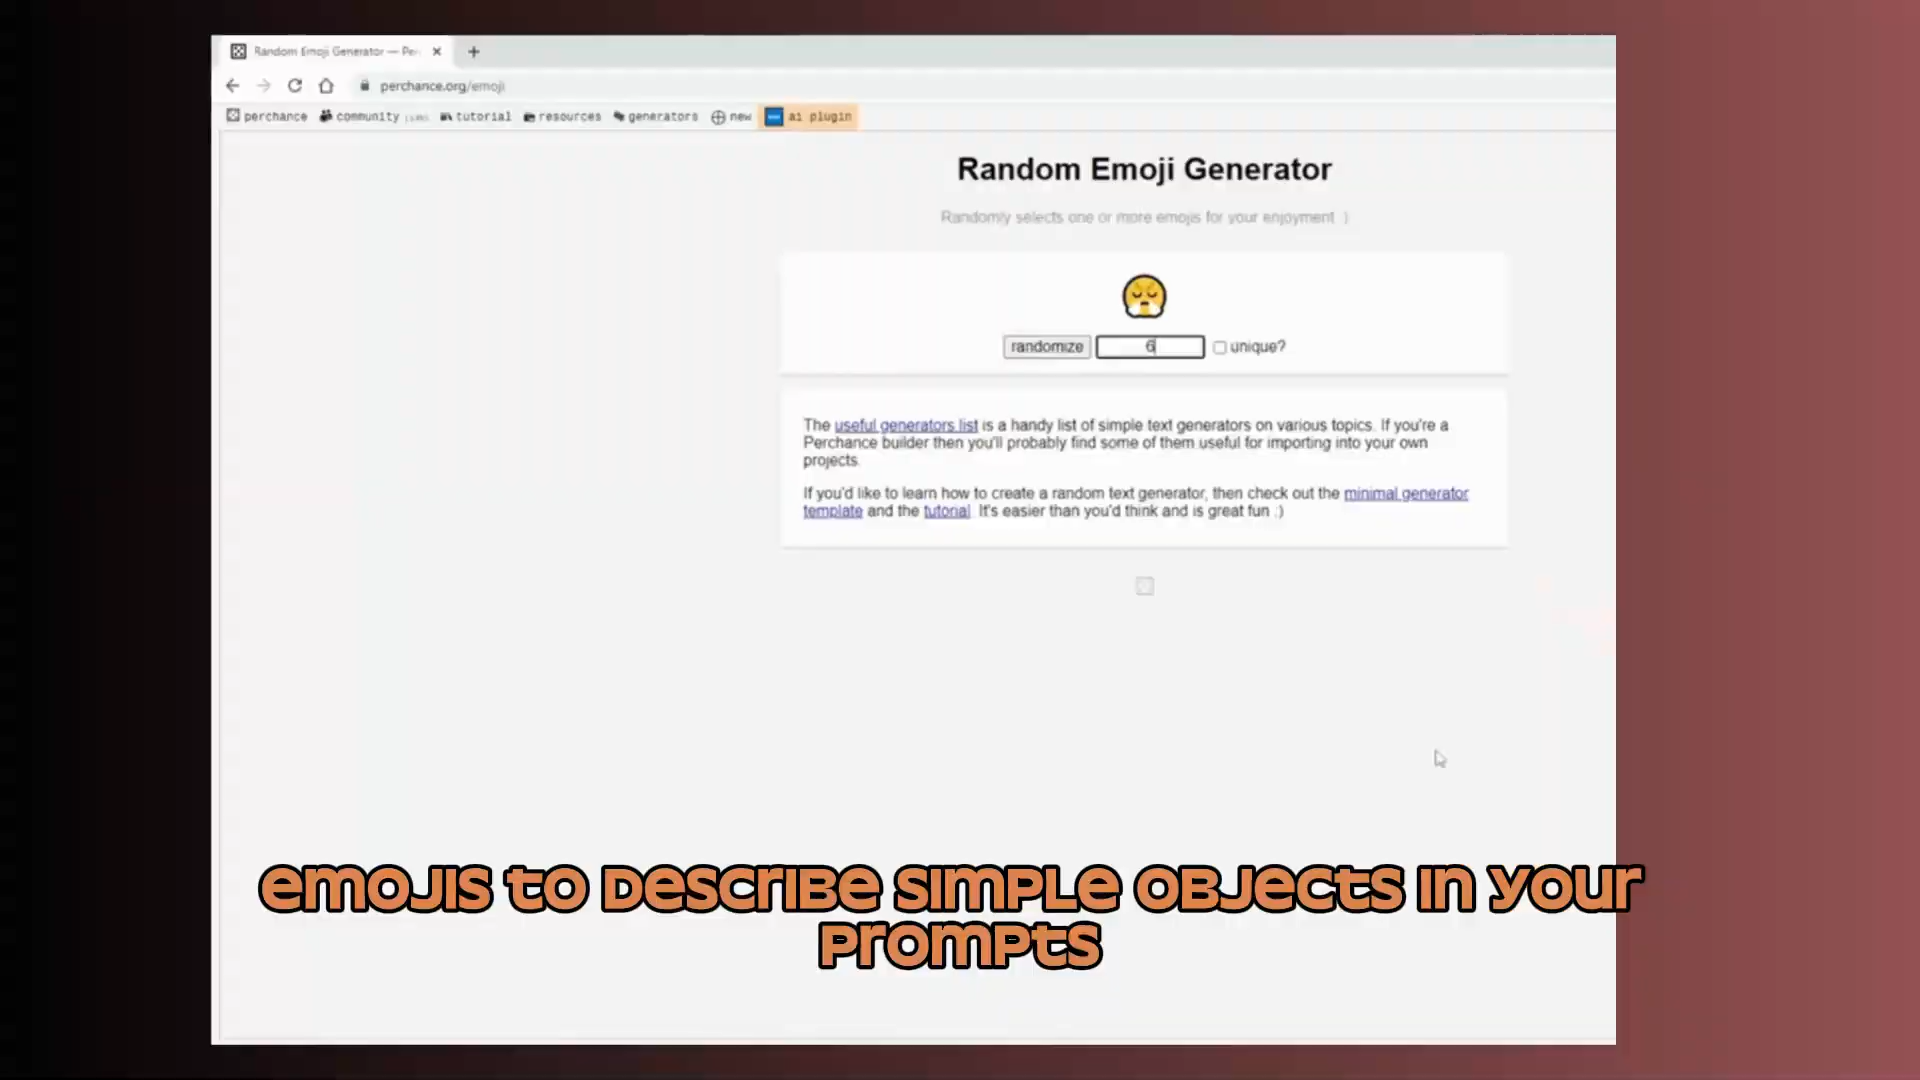 Random Emoji Generator — Per
perchance.org/emoji
perchance community tutorial resources generators new ai plugin
Random Emoji Generator
Randomly selects one or more emojis for your enjoyment :)
randomize 6 unique?
The useful generators list is a handy list of simple text generators on various topics. If you're a
Perchance builder then you'll probably find some of them useful for importing into your own
projects.
If you'd like to learn how to create a random text generator, then check out the minimal generator
template and the tutorial. It's easier than you'd think and is great fun :)
EMOJIS TO DESCRIBE SIMPLE OBJECTS IN YOUR
PROMPTS